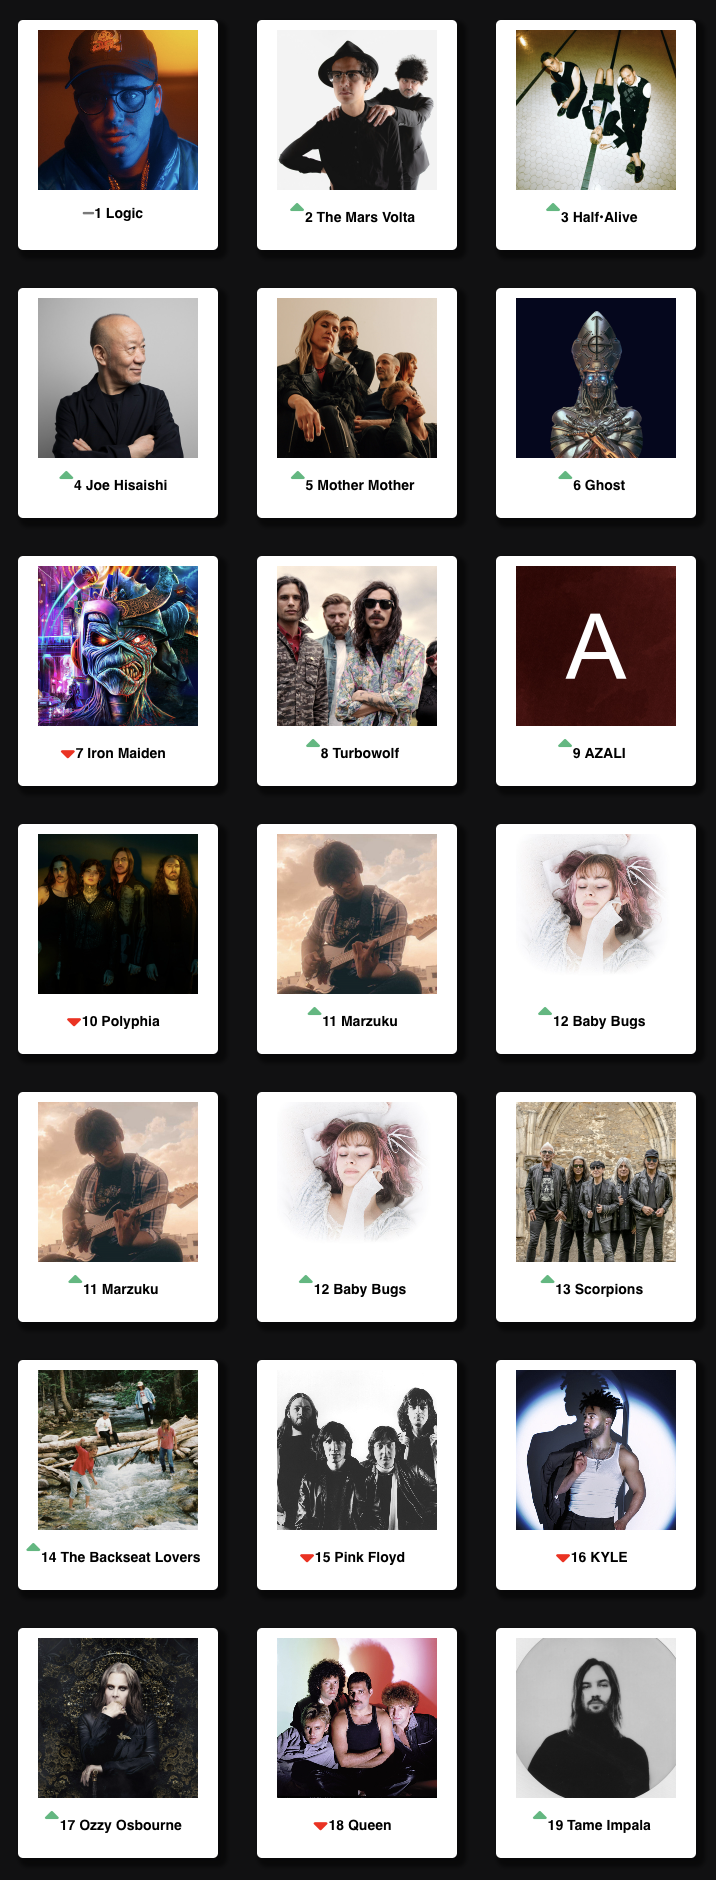 1 Logic
2 The Mars Volta
3 Half•Alive
4 Joe Hisaishi
5 Mother Mother
6 Ghost
7 Iron Maiden
8 Turbowolf
A
9 AZALI
10 Polyphia
11 Marzuku
12 Baby Bugs
11 Marzuku
12 Baby Bugs
13 Scorpions
14 The Backseat Lovers
15 Pink Floyd
16 KYLE
17 Ozzy Osbourne
18 Queen
19 Tame Impala